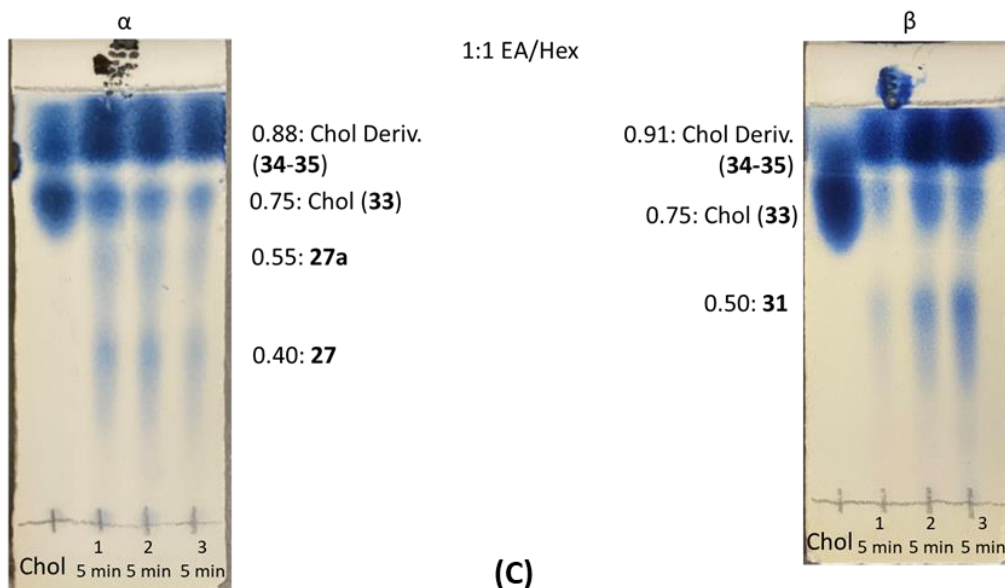 α
1:1 EA/Hex
β
0.88: Chol Deriv.
(34-35)
0.75: Chol (33)
0.55: 27a
0.40: 27
0.91: Chol Deriv.
(34-35)
0.75: Chol (33)
0.50: 31
Chol
1 2 3
5 min 5 min 5 min
(C)
Chol
1 2 3
5 min 5 min 5 min